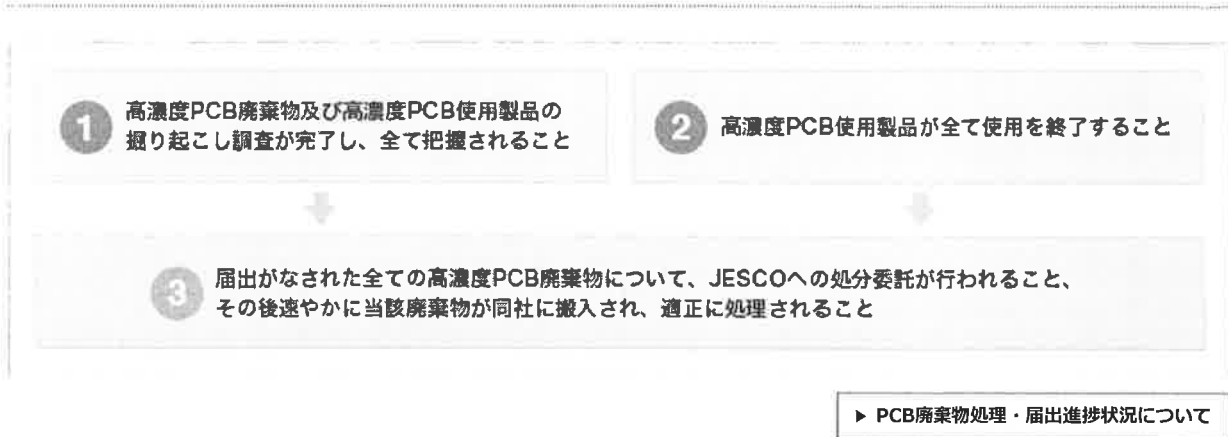 1
高濃度PCB廃棄物及び高濃度PCB使用製品の
掘り起こし調査が完了し、全て把握されること
2
高濃度PCB使用製品が全て使用を終了すること
3
届出がなされた全ての高濃度PCB廃棄物について、JESCOへの処分委託が行われること、
その後速やかに当該廃棄物が同社に搬入され、適正に処理されること
▶ PCB廃棄物処理・届出進捗状況について